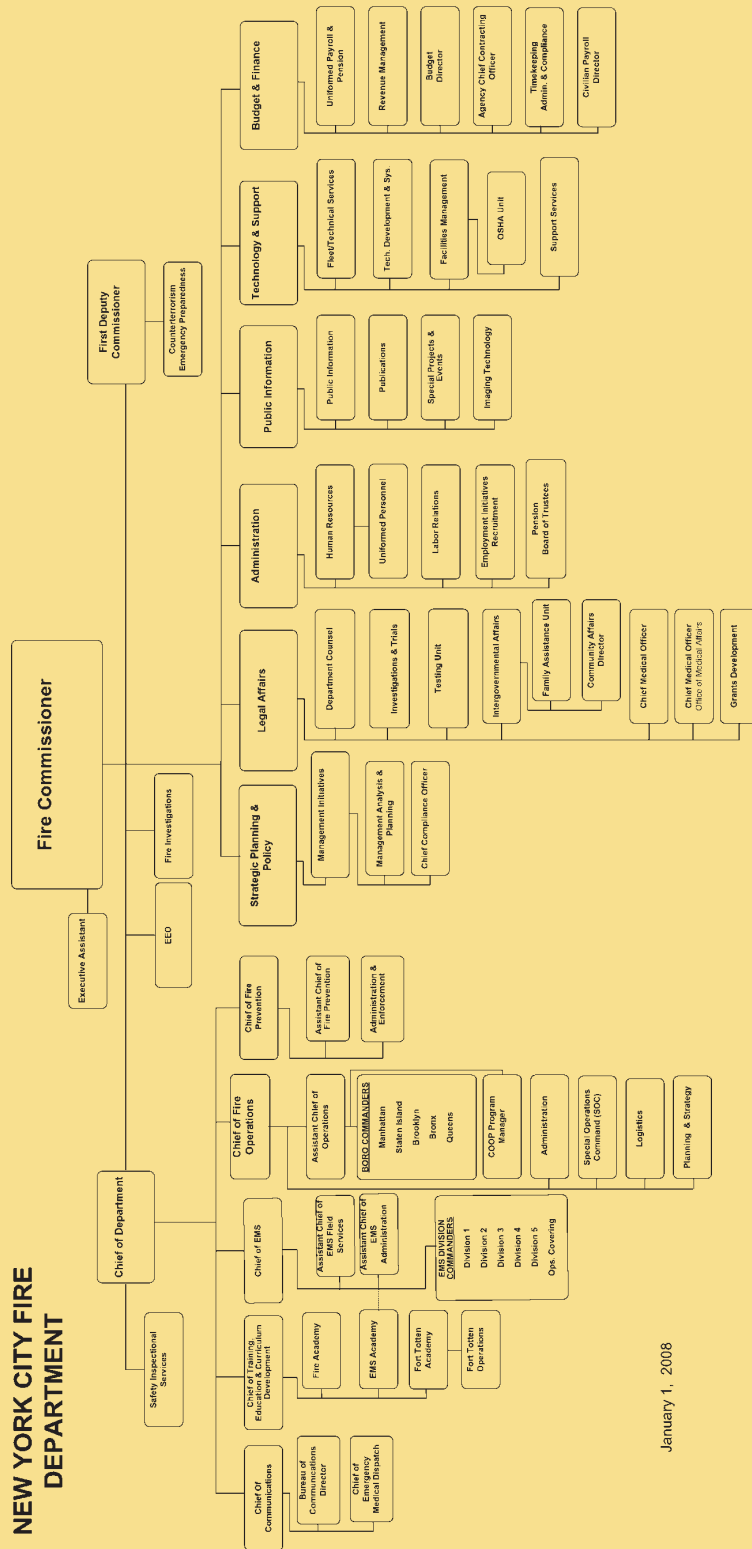 NEW YORK CITY FIRE
DEPARTMENT
Fire Commissioner
Executive Assistant
EEO
Fire Investigations
First Deputy
Commissioner
Counterterrorism
Emergency Preparedness
Chief of Department
Safety Inspectional
Services
Chief Of
Communications
Bureau of
Communications
Director
Chief of
Emergency
Medical Dispatch
Chief of Training,
Education & Curriculum
Development
Fire Academy
EMS Academy
Fort Totten
Academy
Fort Totten
Operations
Chief of EMS
Assistant Chief of
EMS Field
Services
Assistant Chief of
EMS
Administration
EMS DIVISION
COMMANDERS
Division 1
Division 2
Division 3
Division 4
Division 5
Ops. Covering
Chief of Fire
Operations
Assistant Chief of
Operations
BORO COMMANDERS
Manhattan
Staten Island
Brooklyn
Bronx
Queens
COOP Program
Manager
Administration
Special Operations
Command (SOC)
Logistics
Planning & Strategy
Chief of Fire
Prevention
Assistant Chief of
Fire Prevention
Administration &
Enforcement
Strategic Planning &
Policy
Management Initiatives
Management Analysis &
Planning
Chief Compliance Officer
Legal Affairs
Department Counsel
Investigations & Trials
Testing Unit
Intergovernmental Affairs
Family Assistance Unit
Community Affairs
Director
Chief Medical Officer
Chief Medical Officer
Office of Medical Affairs
Grants Development
Administration
Human Resources
Uniformed Personnel
Labor Relations
Employment Initiatives
Recruitment
Pension
Board of Trustees
Public Information
Public Information
Publications
Special Projects &
Events
Imaging Technology
Technology & Support
Fleet/Technical Services
Tech. Development & Sys.
Facilities Management
OSHA Unit
Support Services
Budget & Finance
Uniformed Payroll &
Pension
Revenue Management
Budget
Director
Agency Chief Contracting
Officer
Timekeeping
Admin. & Compliance
Civilian Payroll
Director
January 1, 2008